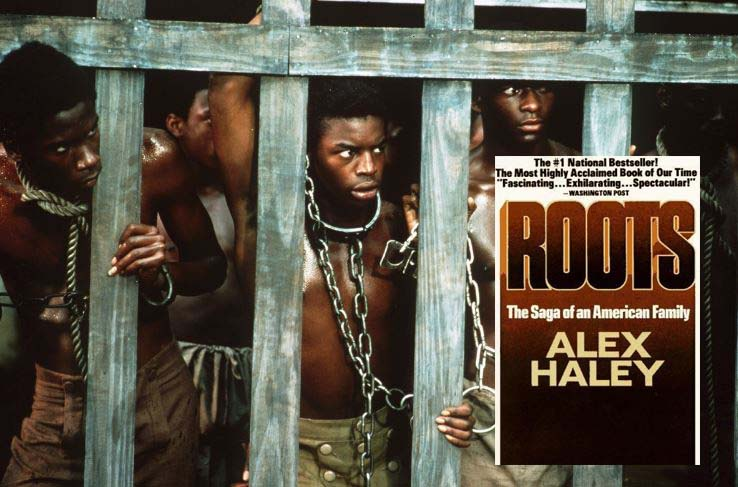 The #1 National Bestseller!
The Most Highly Acclaimed Book of Our Time
"Fascinating...Exhilarating...Spectacular!"
—WASHINGTON POST
ROOTS
The Saga of an American Family
ALEX
HALEY